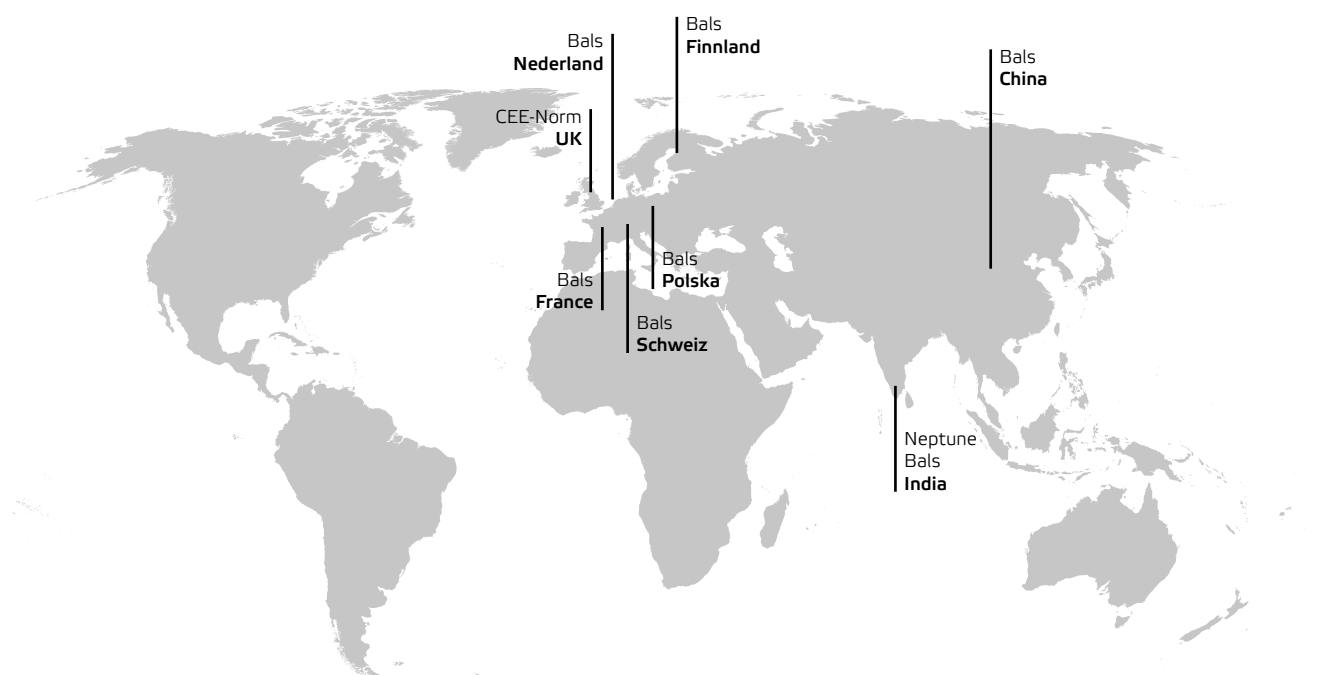 Bals
Finnland
Bals
Nederland
Bals
China
CEE-Norm
UK
Bals
Polska
Bals
France
Bals
Schweiz
Neptune
Bals
India